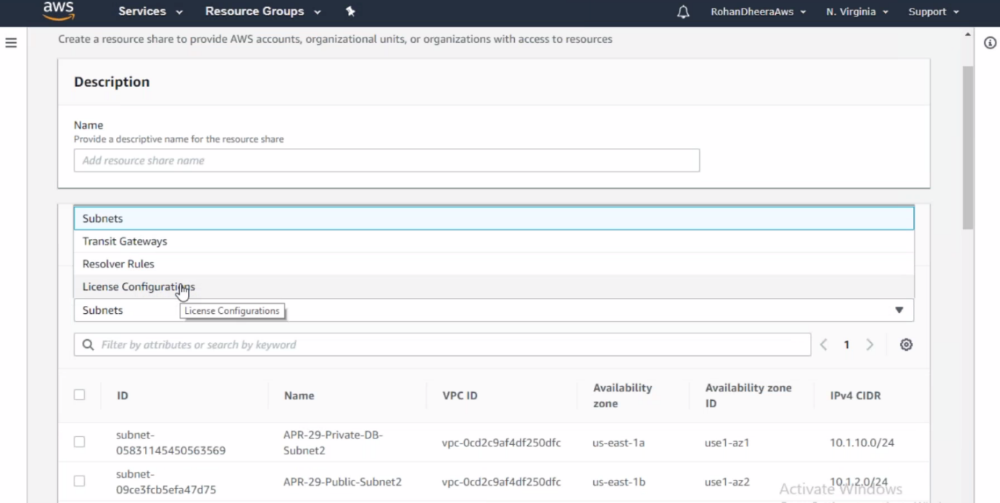 aws Services Resource Groups RohanDheeraAws N. Virginia Support
Create a resource share to provide AWS accounts, organizational units, or organizations with access to resources
Description
Name
Provide a descriptive name for the resource share
Add resource share name
Subnets
Transit Gateways
Resolver Rules
License Configurations
Subnets
License Configurations
Filter by attributes or search by keyword
1
ID Name VPC ID Availability zone Availability zone ID IPv4 CIDR
subnet-05831145450563569 APR-29-Private-DB-Subnet2 vpc-0cd2c9af4df250dfc us-east-1a use1-az1 10.1.10.0/24
subnet-09ce3fcb5efa47d75 APR-29-Public-Subnet2 vpc-0cd2c9af4df250dfc us-east-1b use1-az2 10.1.2.0/24
Activate Windows